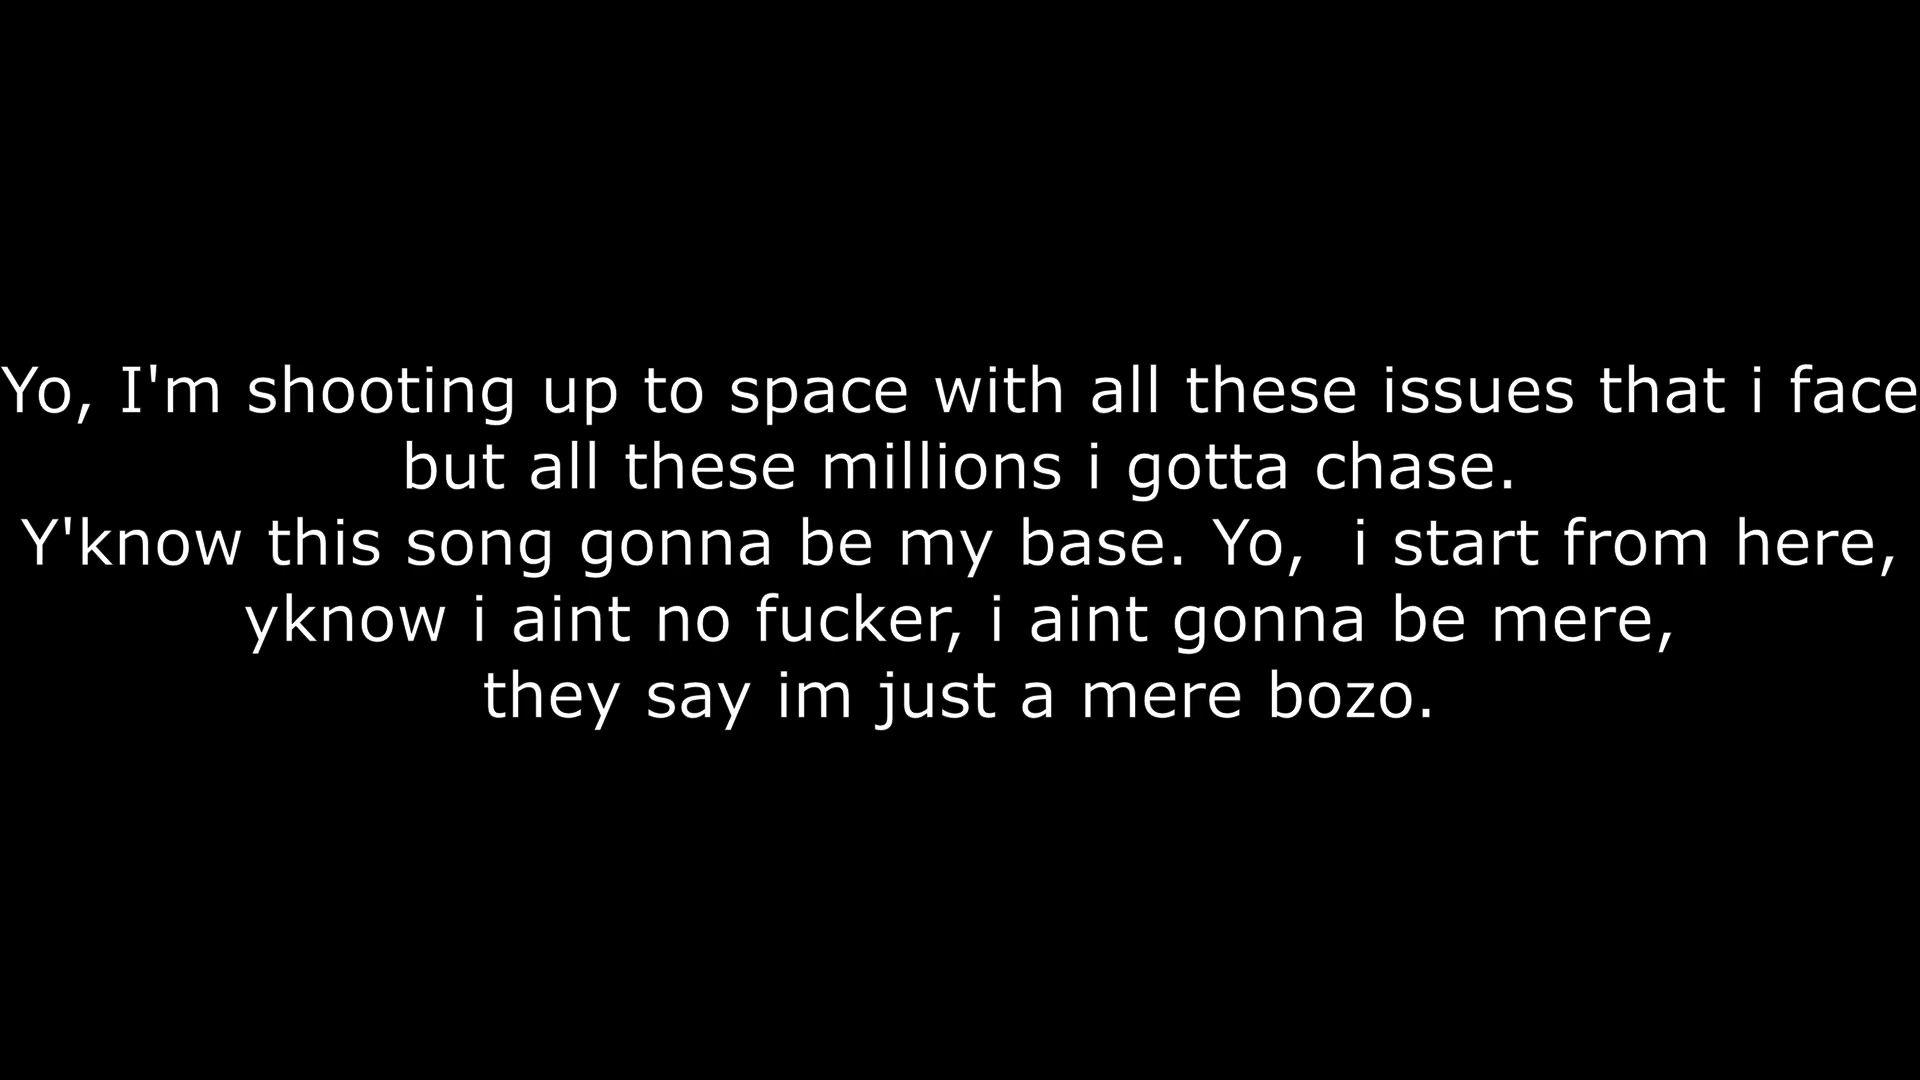 Yo, I'm shooting up to space with all these issues that i face
but all these millions i gotta chase.
Y'know this song gonna be my base. Yo,  i start from here,
yknow i aint no fucker, i aint gonna be mere,
they say im just a mere bozo.